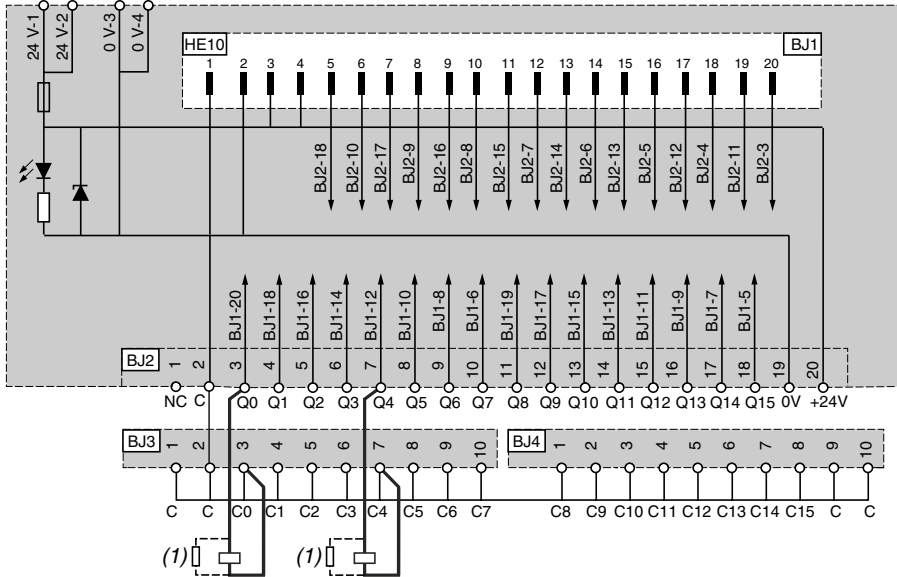 24 V-1 24 V-2 0 V-3 0 V-4
HE10 BJ1
1 2 3 4 5 6 7 8 9 10 11 12 13 14 15 16 17 18 19 20
BJ2-18 BJ2-10 BJ2-17 BJ2-9 BJ2-16 BJ2-8 BJ2-15 BJ2-7 BJ2-14 BJ2-6 BJ2-13 BJ2-5 BJ2-12 BJ2-4 BJ2-11 BJ2-3
BJ1-20 BJ1-18 BJ1-16 BJ1-14 BJ1-12 BJ1-10 BJ1-8 BJ1-6 BJ1-19 BJ1-17 BJ1-15 BJ1-13 BJ1-11 BJ1-9 BJ1-7 BJ1-5
BJ2 1 2 3 4 5 6 7 8 9 10 11 12 13 14 15 16 17 18 19 20
NC C Q0 Q1 Q2 Q3 Q4 Q5 Q6 Q7 Q8 Q9 Q10 Q11 Q12 Q13 Q14 Q15 0V +24V
BJ3 1 2 3 4 5 6 7 8 9 10 BJ4 1 2 3 4 5 6 7 8 9 10
C C C0 C1 C2 C3 C4 C5 C6 C7 C8 C9 C10 C11 C12 C13 C14 C15 C C
(1) (1)